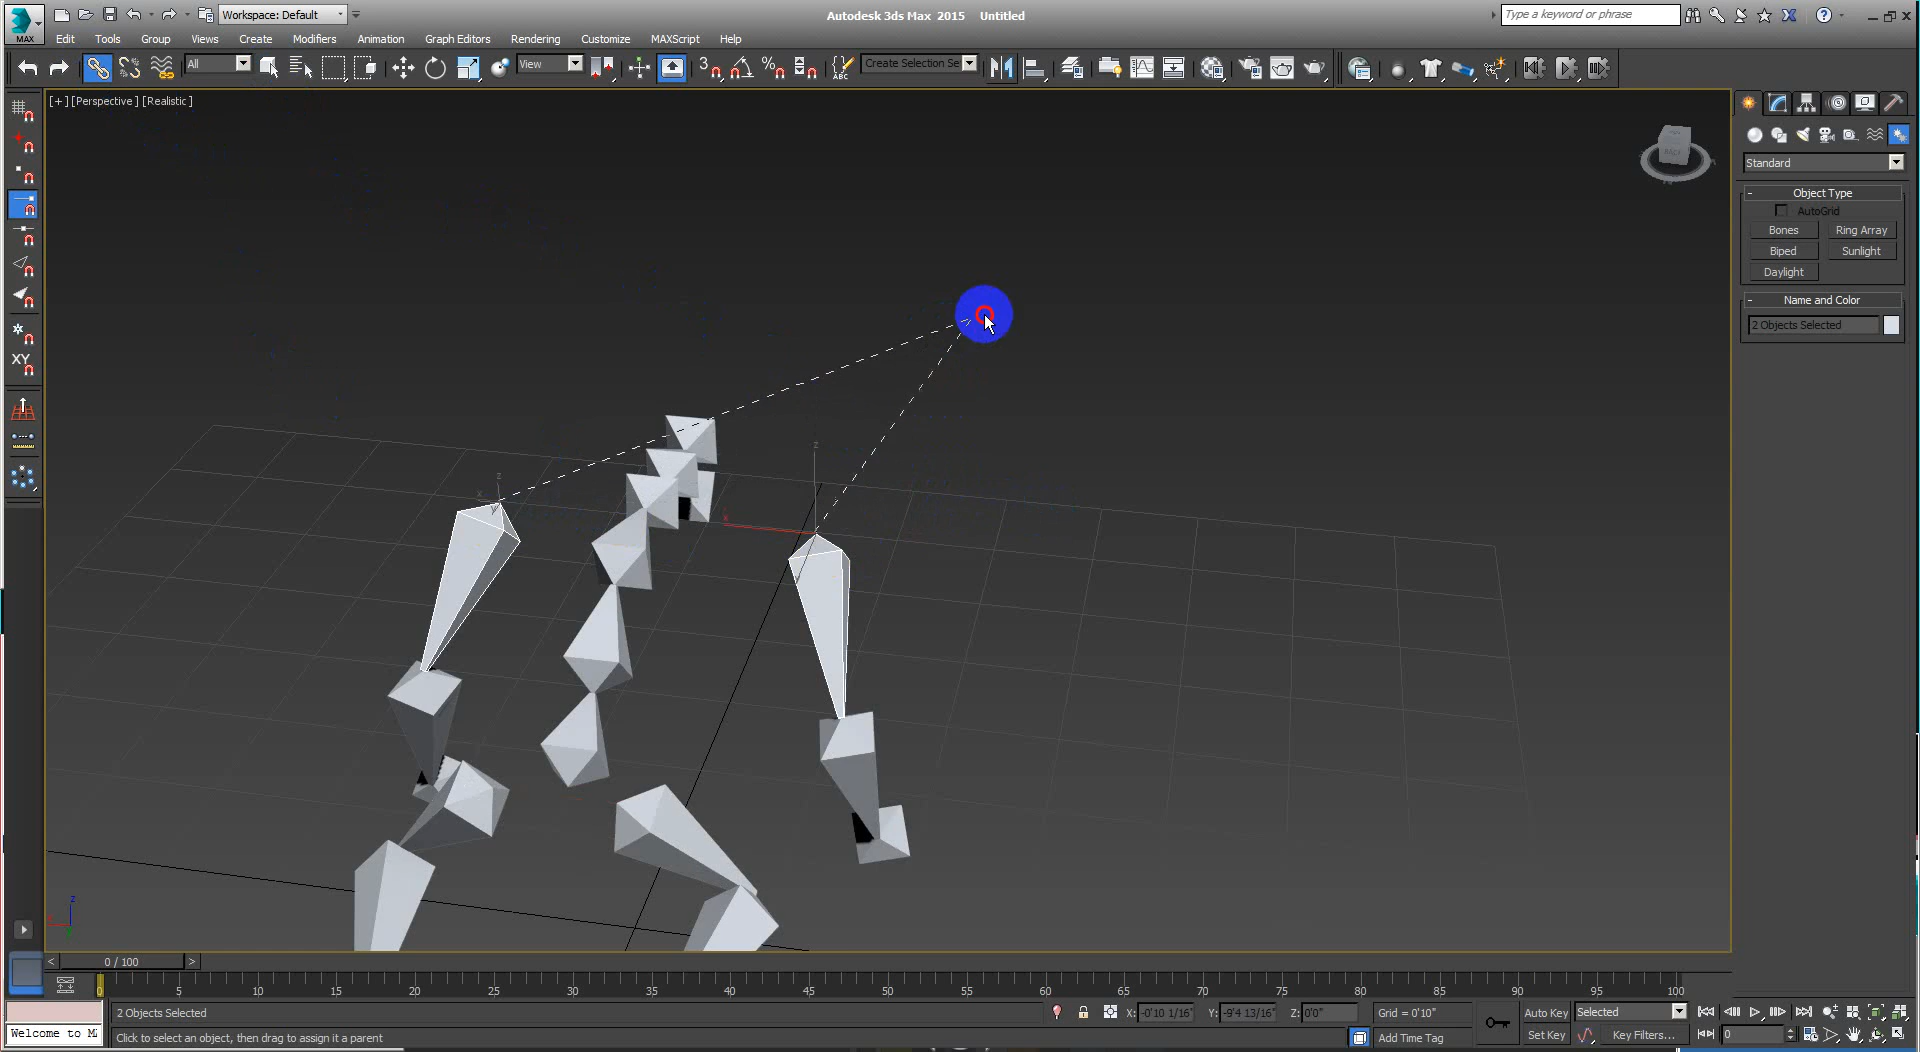 Workspace: Default
Autodesk 3ds Max 2015 Untitled
Type a keyword or phrase
MAX
Edit Tools Group Views Create Modifiers Animation Graph Editors Rendering Customize MAXScript Help
All
View
3
ABC
Create Selection Se
[+] [Perspective] [Realistic]
Standard
- Object Type
AutoGrid
Bones Ring Array
Biped Sunlight
Daylight
- Name and Color
2 Objects Selected
XY
z
x
z
x
z
BACK
< 0 / 100 >
0 5 10 15 20 25 30 35 40 45 50 55 60 65 70 75 80 85 90 95 100
2 Objects Selected
X: -0'10 1/16" Y: -9'4 13/16" Z: 0'0" Grid = 0'10"
Auto Key Selected
Welcome to M
Click to select an object, then drag to assign it a parent
Add Time Tag
Set Key Key Filters... 0